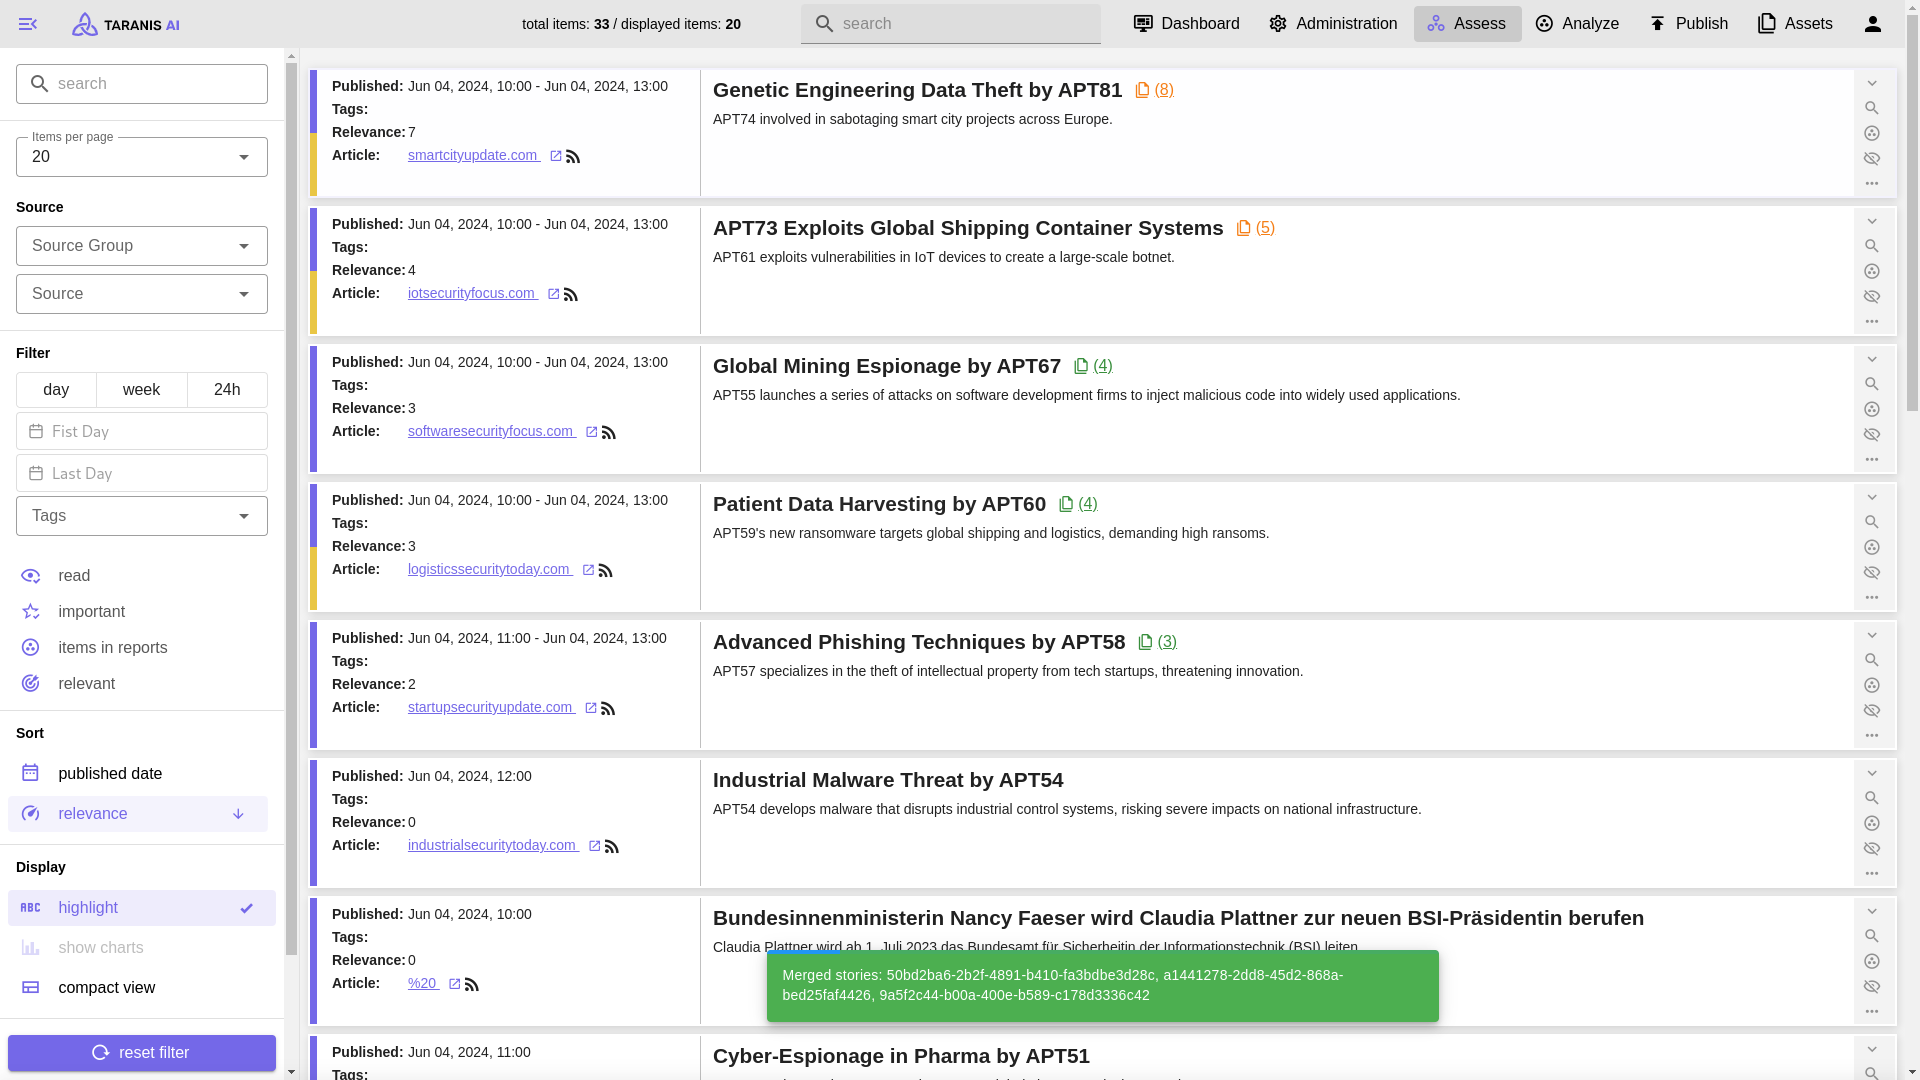 TARANIS AI
total items: 33 / displayed items: 20
search
Dashboard
Administration
Assess
Analyze
Publish
Assets
search
Items per page
20
Source
Source Group
Source
Filter
day
week
24h
Fist Day
Last Day
Tags
read
important
items in reports
relevant
Sort
published date
relevance
Display
ABC highlight
show charts
compact view
reset filter
Published: Jun 04, 2024, 10:00 - Jun 04, 2024, 13:00
Tags:
Relevance: 7
Article: smartcityupdate.com
Genetic Engineering Data Theft by APT81 (8)
APT74 involved in sabotaging smart city projects across Europe.
Published: Jun 04, 2024, 10:00 - Jun 04, 2024, 13:00
Tags:
Relevance: 4
Article: iotsecurityfocus.com
APT73 Exploits Global Shipping Container Systems (5)
APT61 exploits vulnerabilities in IoT devices to create a large-scale botnet.
Published: Jun 04, 2024, 10:00 - Jun 04, 2024, 13:00
Tags:
Relevance: 3
Article: softwaresecurityfocus.com
Global Mining Espionage by APT67 (4)
APT55 launches a series of attacks on software development firms to inject malicious code into widely used applications.
Published: Jun 04, 2024, 10:00 - Jun 04, 2024, 13:00
Tags:
Relevance: 3
Article: logisticssecuritytoday.com
Patient Data Harvesting by APT60 (4)
APT59's new ransomware targets global shipping and logistics, demanding high ransoms.
Published: Jun 04, 2024, 11:00 - Jun 04, 2024, 13:00
Tags:
Relevance: 2
Article: startupsecurityupdate.com
Advanced Phishing Techniques by APT58 (3)
APT57 specializes in the theft of intellectual property from tech startups, threatening innovation.
Published: Jun 04, 2024, 12:00
Tags:
Relevance: 0
Article: industrialsecuritytoday.com
Industrial Malware Threat by APT54
APT54 develops malware that disrupts industrial control systems, risking severe impacts on national infrastructure.
Published: Jun 04, 2024, 10:00
Tags:
Relevance: 0
Article: %20
Bundesinnenministerin Nancy Faeser wird Claudia Plattner zur neuen BSI-Präsidentin berufen
Claudia Plattner wird ab 1. Juli 2023 das Bundesamt für Sicherheitin der Informationstechnik (BSI) leiten.
Merged stories: 50bd2ba6-2b2f-4891-b410-fa3bdbe3d28c, a1441278-2dd8-45d2-868a-
bed25faf4426, 9a5f2c44-b00a-400e-b589-c178d3336c42
Published: Jun 04, 2024, 11:00
Tags:
Cyber-Espionage in Pharma by APT51